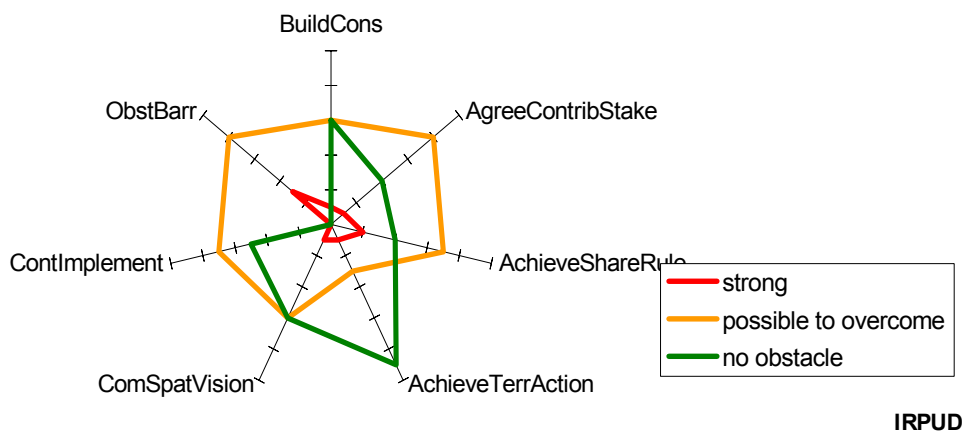 BuildCons
ObstBarr
AgreeContribStake
ContImplement
AchieveShareRule
strong
possible to overcome
no obstacle
ComSpatVision
AchieveTerrAction
IRPUD